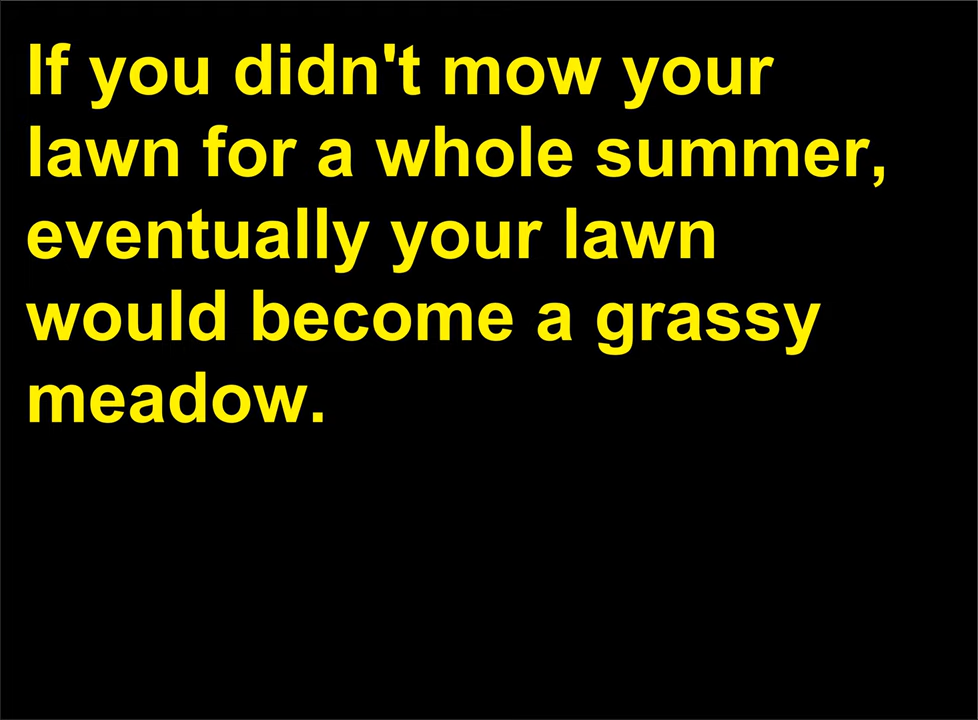 If you didn't mow your
lawn for a whole summer,
eventually your lawn
would become a grassy
meadow.